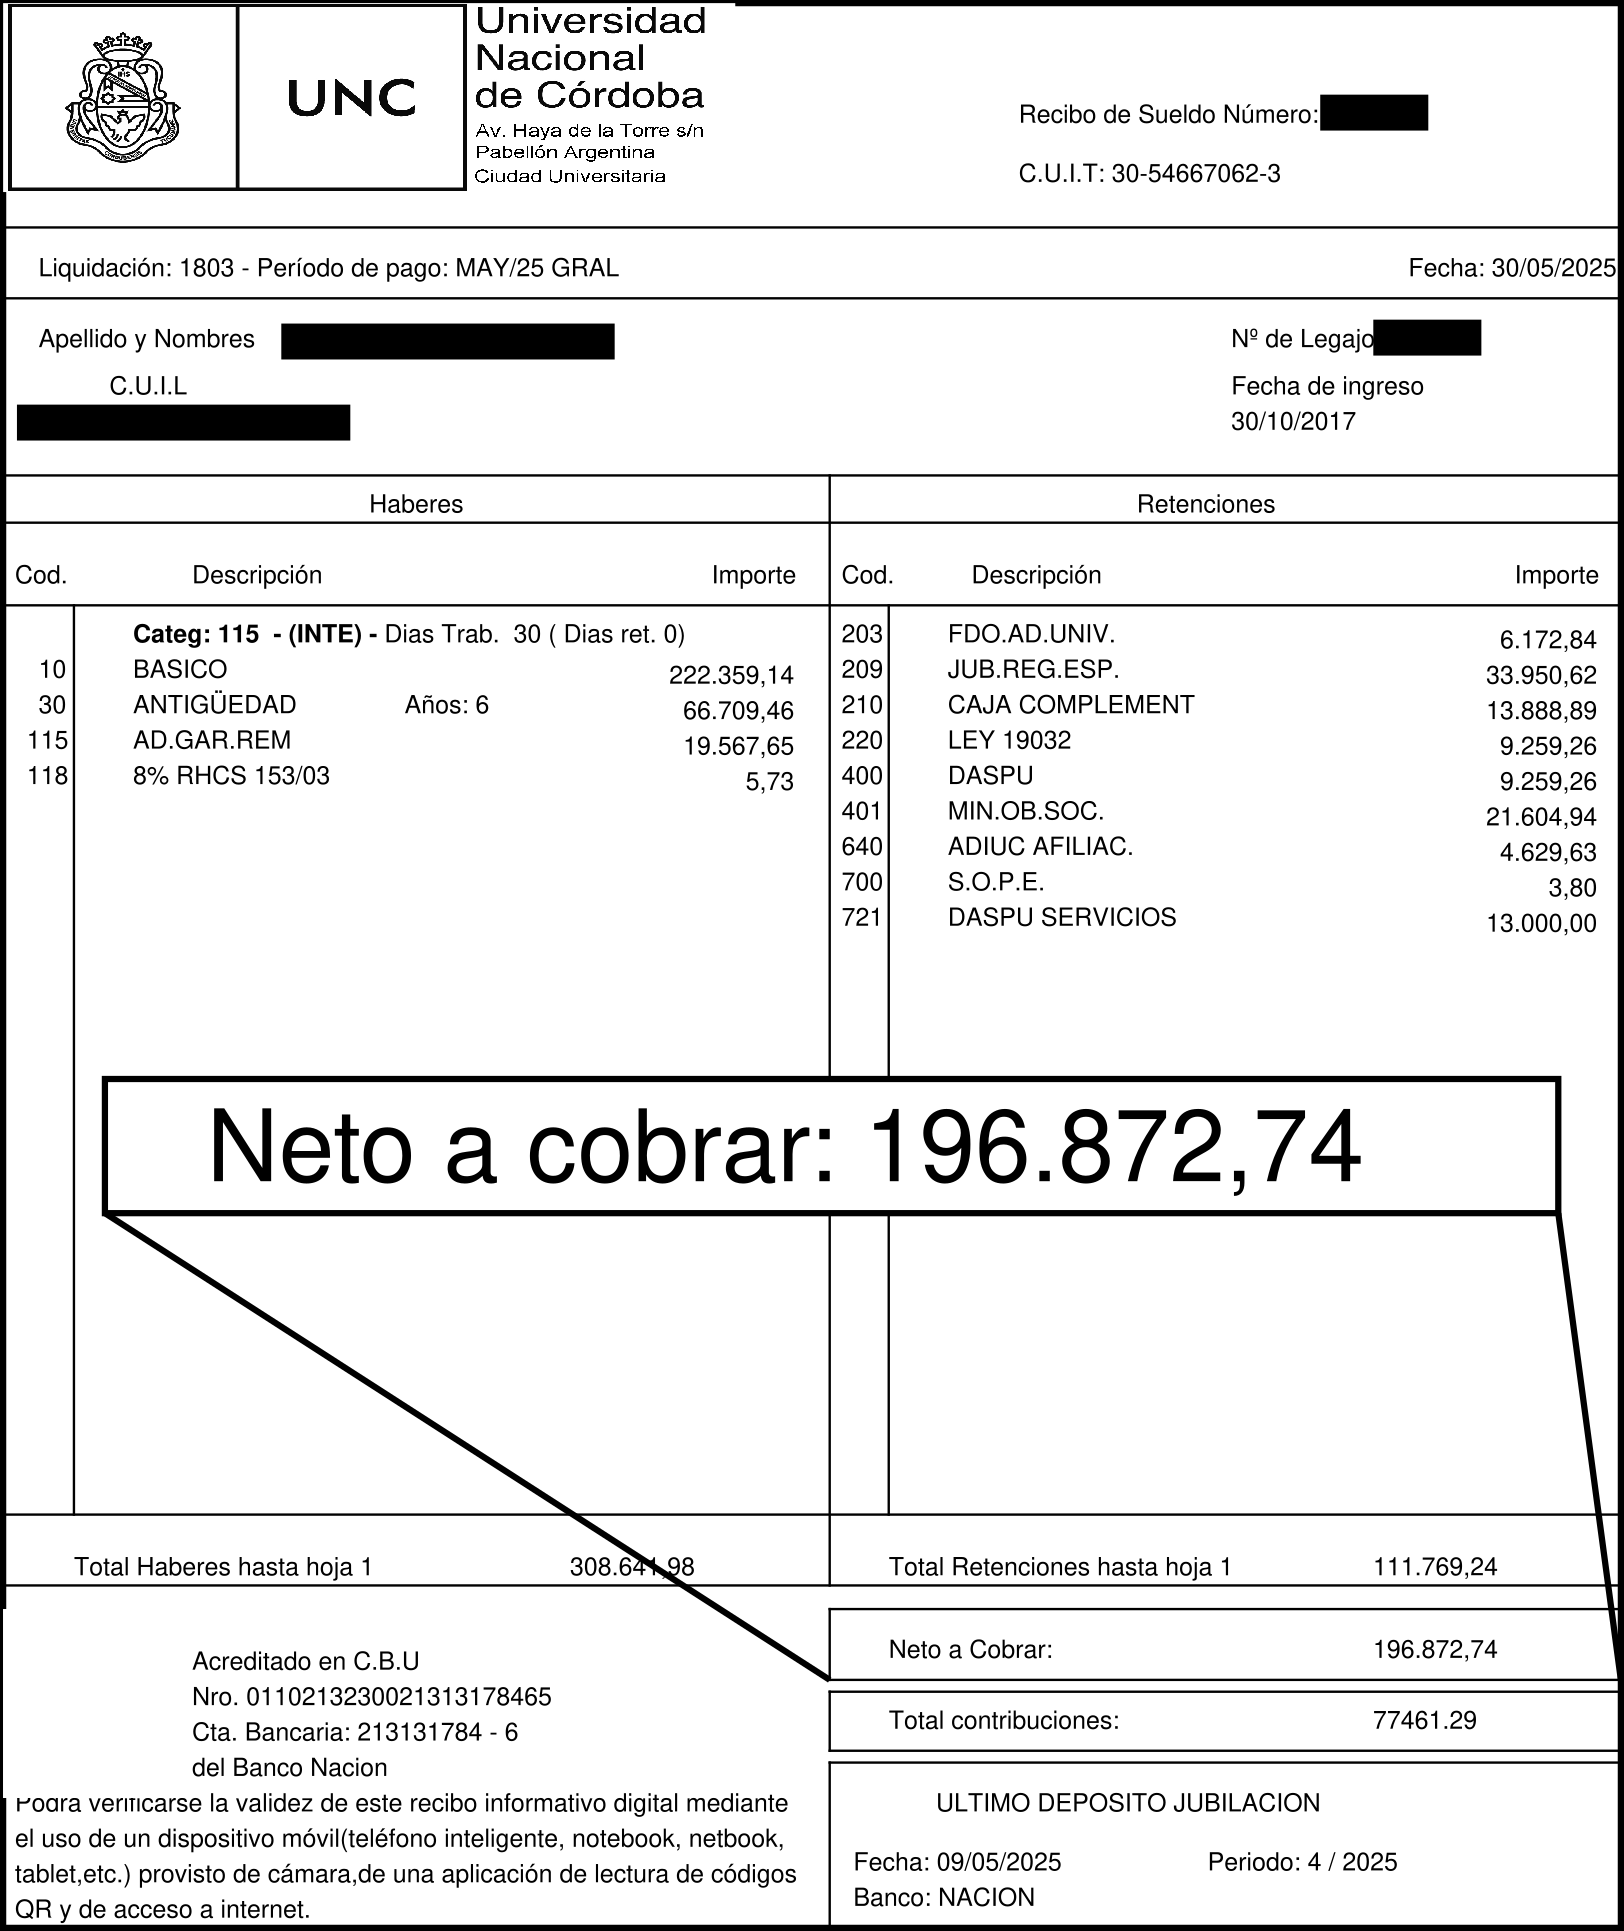 UNC
Universidad
Nacional
de Córdoba
Av. Haya de la Torre s/n
Pabellón Argentina
Ciudad Universitaria
Recibo de Sueldo Número:
C.U.I.T: 30-54667062-3
Liquidación: 1803 - Período de pago: MAY/25 GRAL Fecha: 30/05/2025
Apellido y Nombres Nº de Legajo
C.U.I.L Fecha de ingreso
30/10/2017
Haberes Retenciones
Cod. Descripción Importe Cod. Descripción Importe
Categ: 115 - (INTE) - Dias Trab. 30 ( Dias ret. 0) 203 FDO.AD.UNIV. 6.172,84
10 BASICO 222.359,14 209 JUB.REG.ESP. 33.950,62
30 ANTIGÜEDAD Años: 6 66.709,46 210 CAJA COMPLEMENT 13.888,89
115 AD.GAR.REM 19.567,65 220 LEY 19032 9.259,26
118 8% RHCS 153/03 5,73 400 DASPU 9.259,26
401 MIN.OB.SOC. 21.604,94
640 ADIUC AFILIAC. 4.629,63
700 S.O.P.E. 3,80
721 DASPU SERVICIOS 13.000,00
Neto a cobrar: 196.872,74
Total Haberes hasta hoja 1 308.641,98 Total Retenciones hasta hoja 1 111.769,24
Neto a Cobrar: 196.872,74
Acreditado en C.B.U
Nro. 0110213230021313178465
Cta. Bancaria: 213131784 - 6
del Banco Nacion
Total contribuciones: 77461.29
Podrá verificarse la validez de este recibo informativo digital mediante
el uso de un dispositivo móvil(teléfono inteligente, notebook, netbook,
tablet,etc.) provisto de cámara,de una aplicación de lectura de códigos
QR y de acceso a internet.
ULTIMO DEPOSITO JUBILACION
Fecha: 09/05/2025 Periodo: 4 / 2025
Banco: NACION